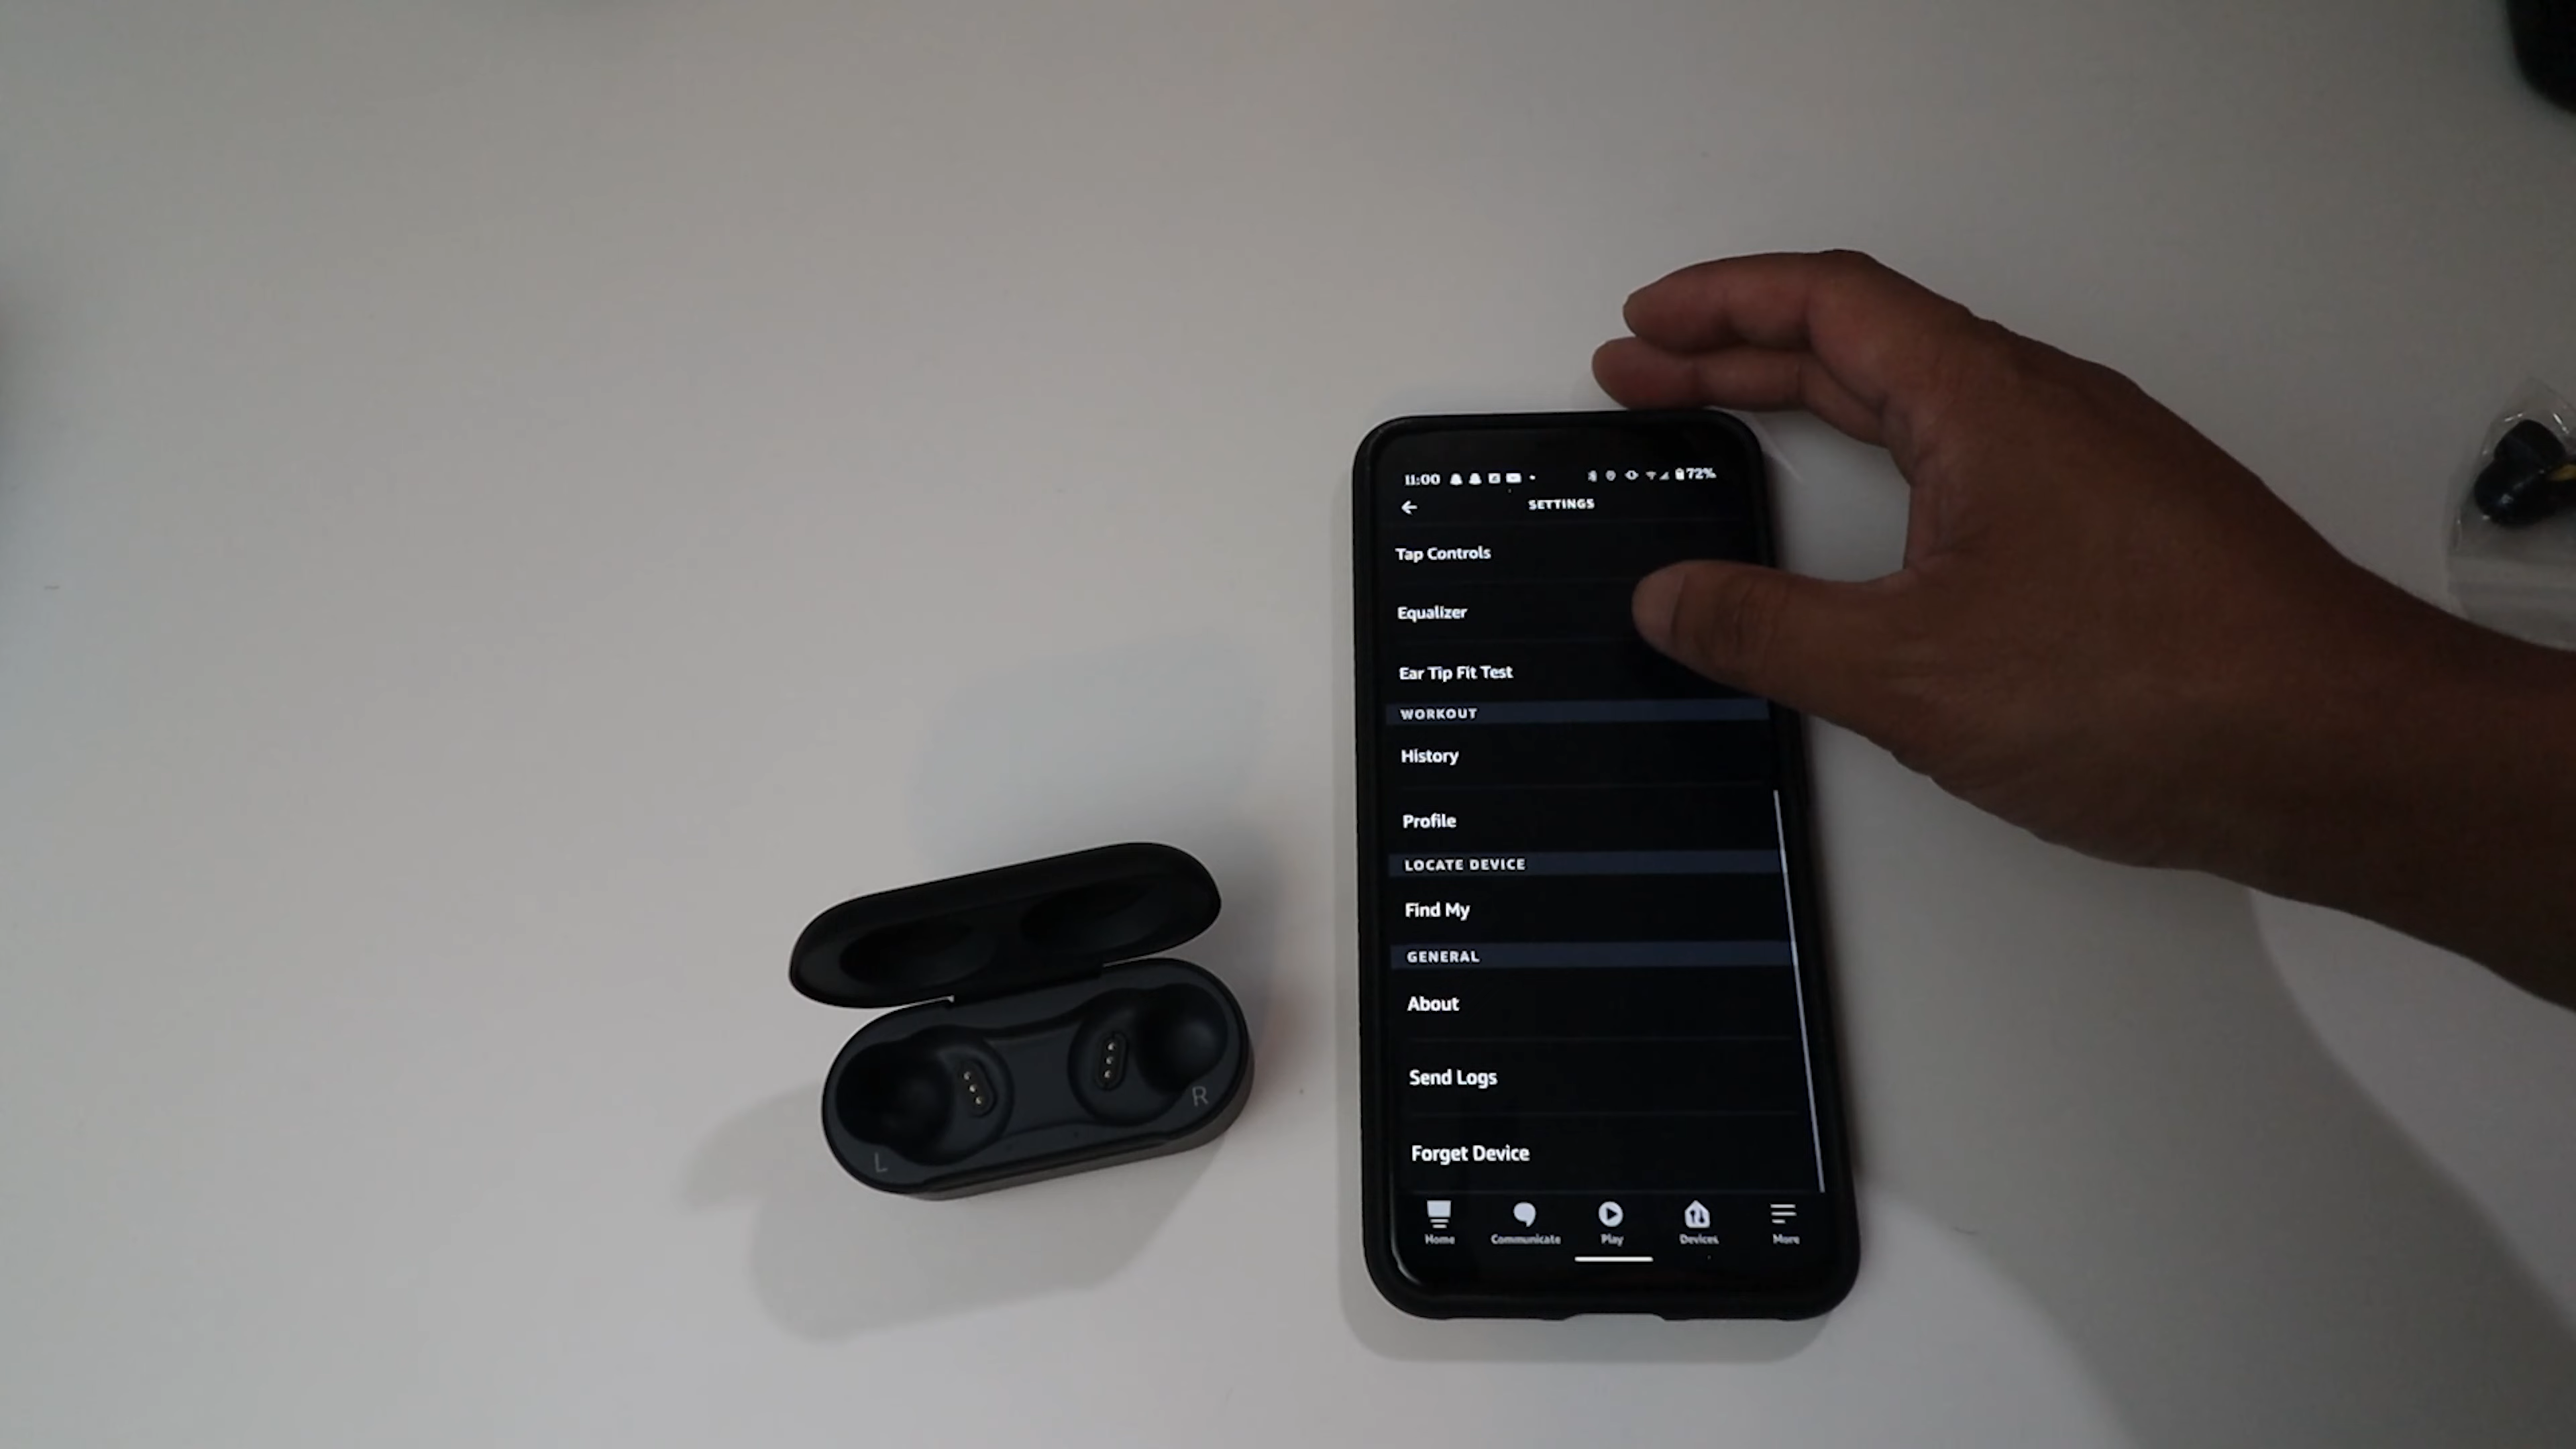 11:00
72%
SETTINGS
Tap Controls
Equalizer
Ear Tip Fit Test
WORKOUT
History
Profile
LOCATE DEVICE
Find My
GENERAL
About
Send Logs
Forget Device
Home
Communicate
Play
Devices
More
L
R